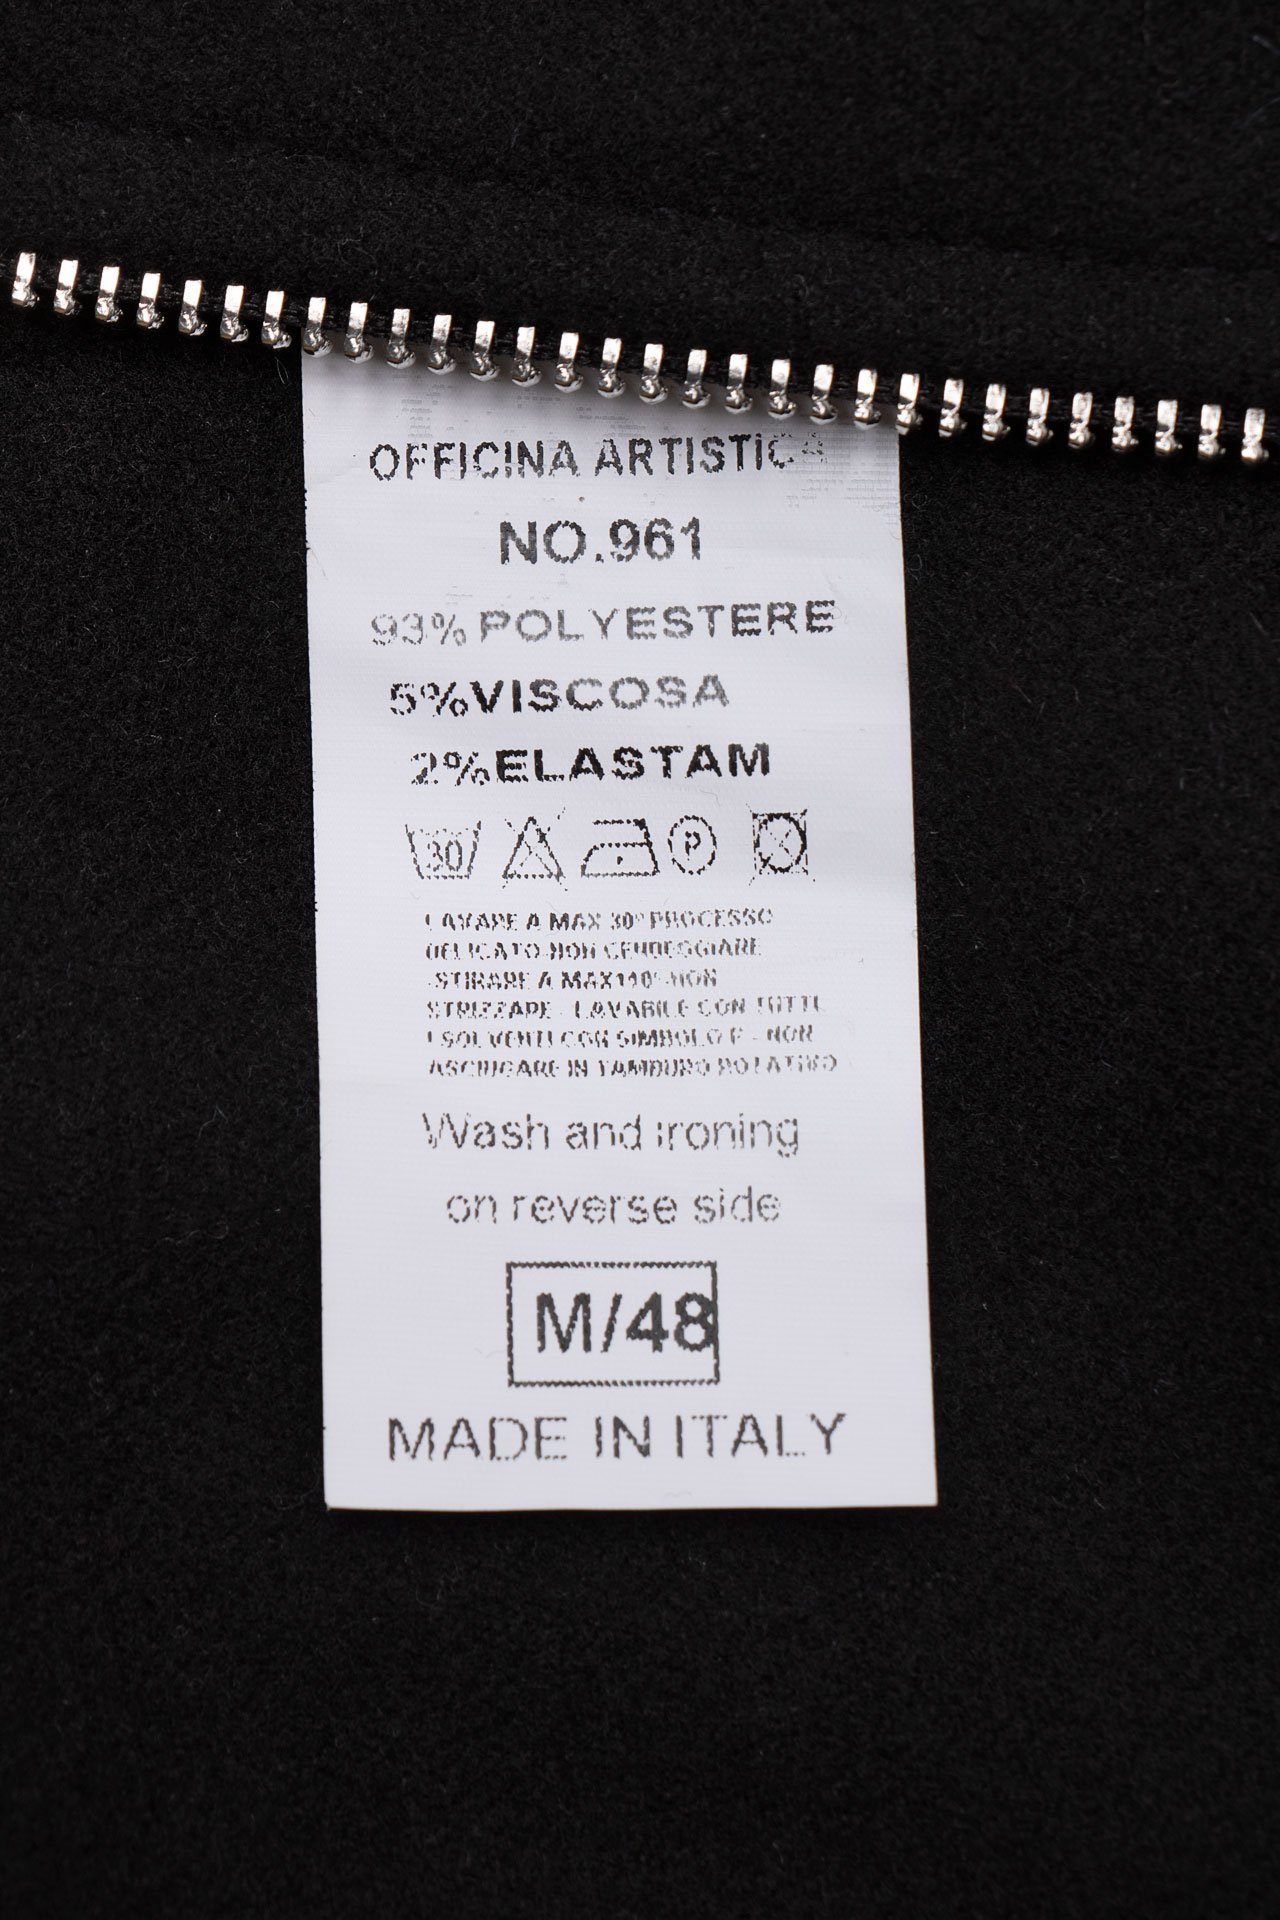 OFFICINA ARTISTICA
NO.961
93% POLYESTERE
5%VISCOSA
2%ELASTAM
30 P
LAVARE A MAX 30° PROCESSO
DELICATO-NON CENDEGGIARE
-STIRARE A MAX110°-NON
STRIZZARE - LAVABILE CON TUTTI
I SOLVENTI CON SIMBOLO P - NON
ASCIUGARE IN TAMBURO ROTATIVO
Wash and ironing
on reverse side
M/48
MADE IN ITALY